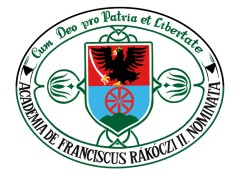 Cum Deo pro Patria et Libertate
ACADEMIA DE FRANCISCUS RÁKÓCZI II. NOMINATA